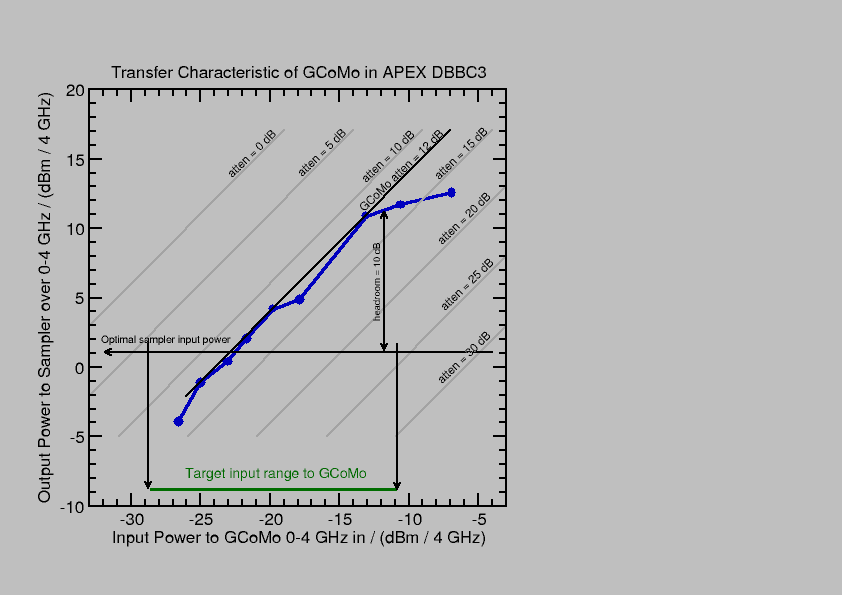 Transfer Characteristic of GCoMo in APEX DBBC3
Output Power to Sampler over 0-4 GHz / (dBm / 4 GHz)
20
15
10
5
0
-5
-10
atten = 0 dB
atten = 5 dB
atten = 10 dB
GCoMo atten = 12 dB
atten = 15 dB
atten = 20 dB
atten = 25 dB
atten = 30 dB
headroom = 10 dB
Optimal sampler input power
Target input range to GCoMo
-30 -25 -20 -15 -10 -5
Input Power to GCoMo 0-4 GHz in / (dBm / 4 GHz)